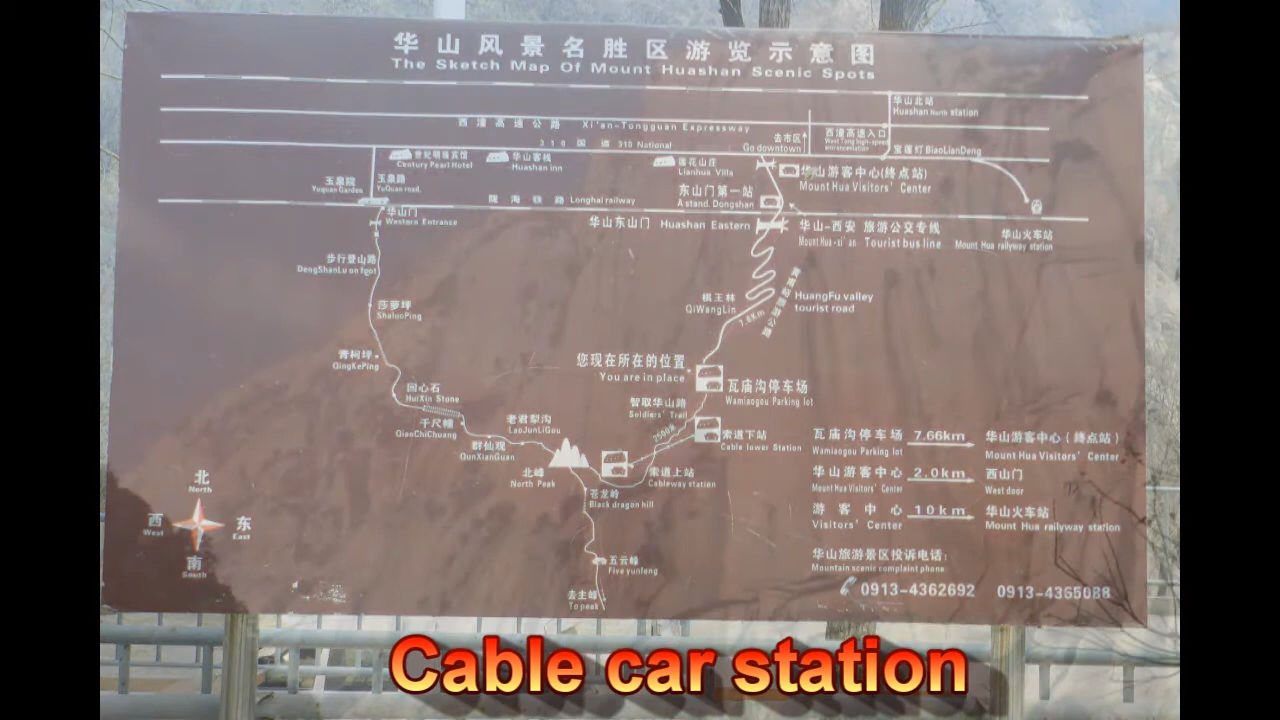 华山风景名胜区游览示意图
The Sketch Map Of Mount Huashan Scenic Spots
华山北站
Huashan North station
西潼高速公路 Xi'an-Tongguan Expressway
去市区
Go downtown
西潼高速入口
West Tong high-speed
310 国道 310 National
宝莲灯 BiaoLianDeng
世纪明珠宾馆
Century Pearl Hotel
华山客栈
Huashan inn
莲花山庄
Lianhua Villa
华山游客中心(终点站)
Mount Hua Visitors' Center
玉泉院
Yuquan Garden
玉泉路
YuQuan road.
东山门第一站
A stand. Dongshan
陇海铁路 Longhai railway
华山门
Western Entrance
华山东山门 Huashan Eastern
华山-西安 旅游公交专线
Mount Hua -xi'an Tourist bus line
华山火车站
Mount Hua railyway station
步行登山路
DengShanLu on foot
莎萝坪
ShaluoPing
棋王林
QiWangLin
HuangFu valley
tourist road
7.8Km
青柯坪
QingKePing
您现在所在的位置
You are in place
瓦庙沟停车场
Wamiaogou Parking lot
回心石
HuiXin Stone
智取华山路
Soldiers' Trail
2500米
千尺幢
QianChiChuang
老君犁沟
LaoJunLiGou
索道下站
Cable lower Station
群仙观
QunXianGuan
北峰
North Peak
索道上站
Cableway station
苍龙岭
Black dragon hill
五云峰
Five yunfeng
去主峰
To peak
北
North
西
West
东
East
南
South
瓦庙沟停车场 7.66km 华山游客中心(终点站)
Wamiaogou Parking lot Mount Hua Visitors' Center
华山游客中心 2.0km 西山门
Mount Hua Visitors' Center West door
游客中心 10km 华山火车站
Visitors' Center Mount Hua railyway station
华山旅游景区投诉电话:
Mountain scenic complaint phone
0913-4362692 0913-4365088
Cable car station